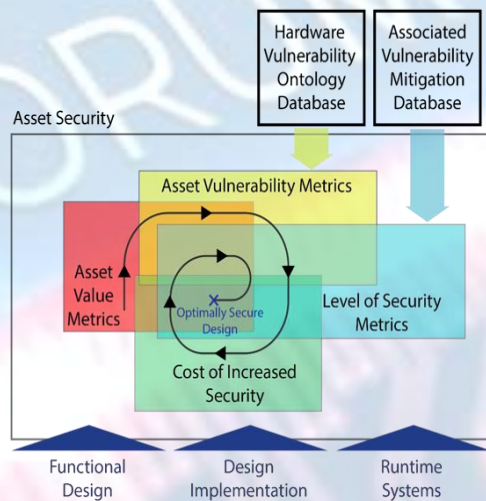 Hardware
Vulnerability
Ontology
Database
Associated
Vulnerability
Mitigation
Database
Asset Security
Asset Vulnerability Metrics
Asset
Value
Metrics
Level of Security
Metrics
Optimally Secure
Design
Cost of Increased
Security
Functional
Design
Design
Implementation
Runtime
Systems